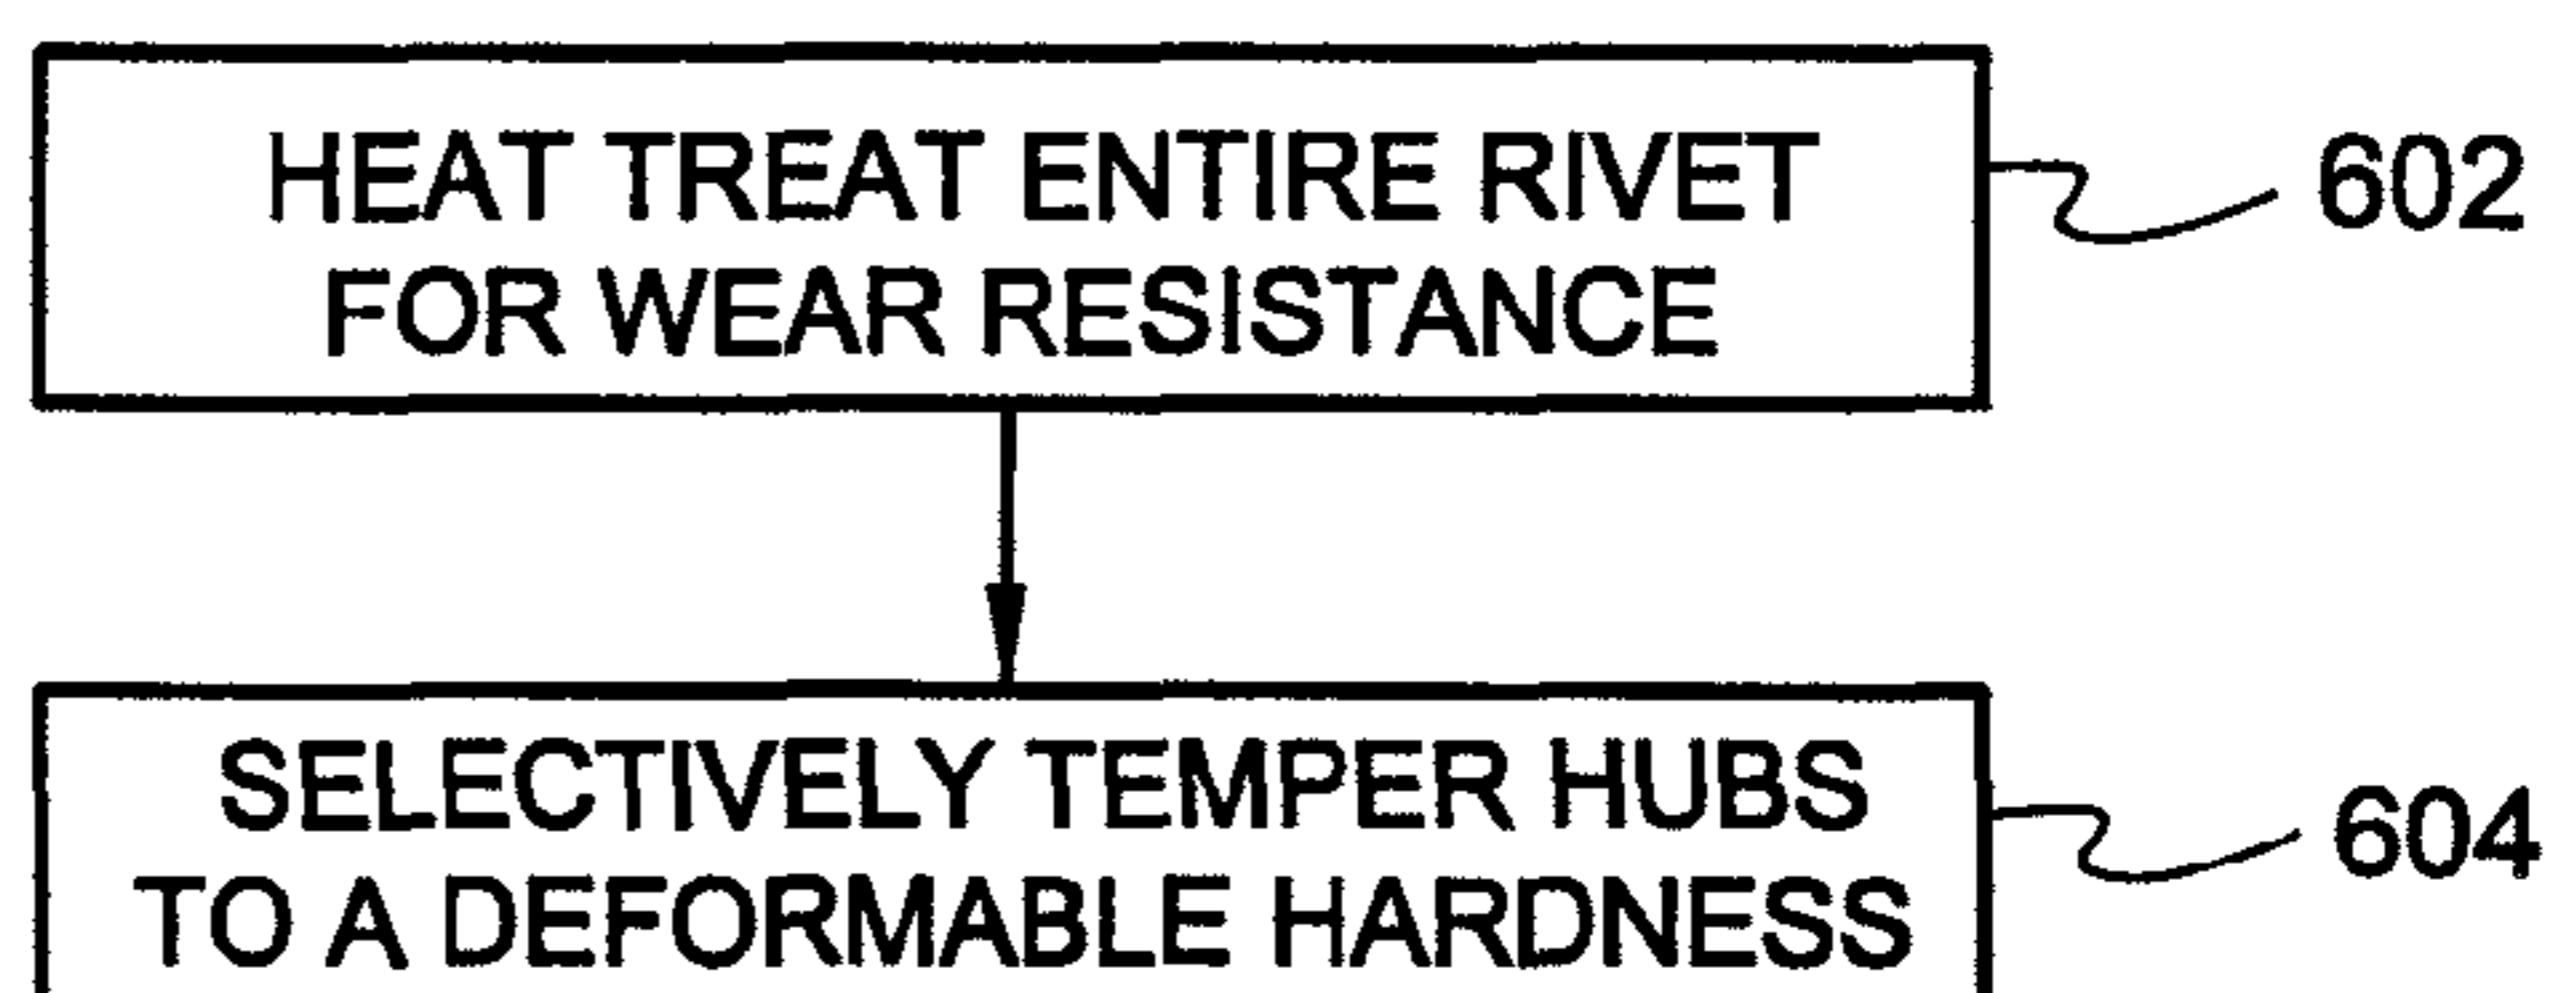 HEAT TREAT ENTIRE RIVET
FOR WEAR RESISTANCE
602
SELECTIVELY TEMPER HUBS
TO A DEFORMABLE HARDNESS
604